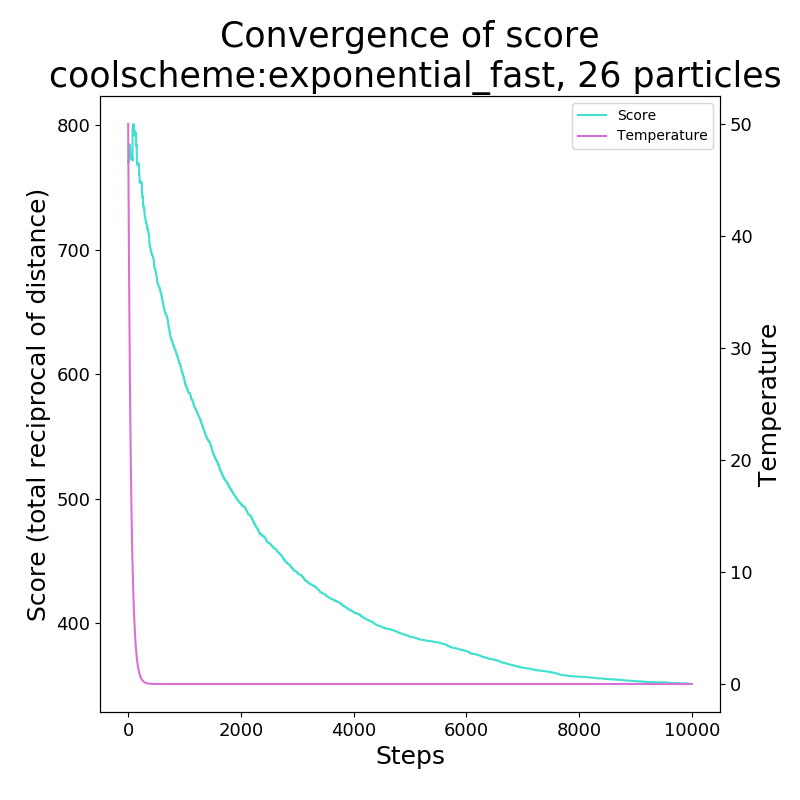 Convergence of score
coolscheme:exponential_fast, 26 particles
Score
Temperature
800
700
600
500
400
Score (total reciprocal of distance)
50
40
30
20
10
0
Temperature
0
2000
4000
6000
8000
10000
Steps